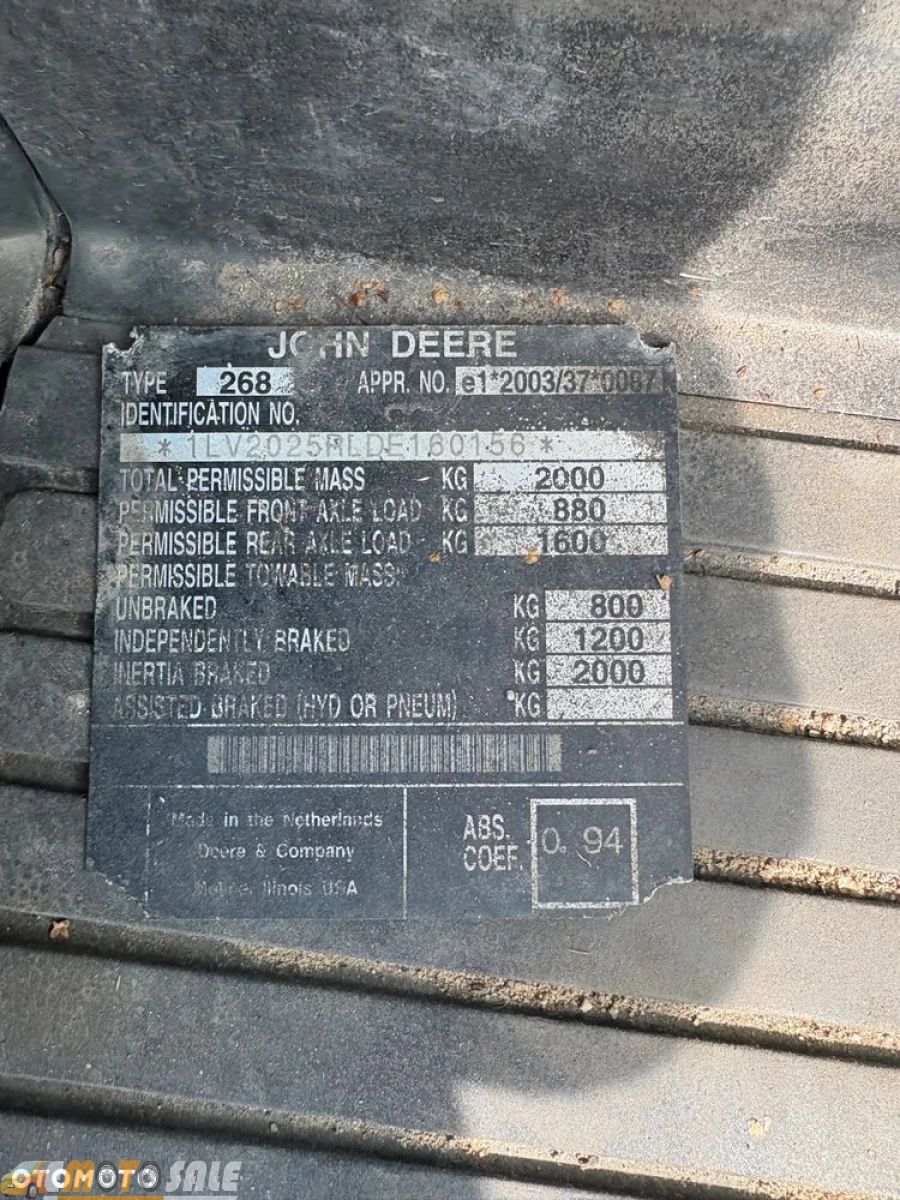 JOHN DEERE
TYPE 268 APPR. NO. e1*2003/37*0087
IDENTIFICATION NO.
*1LV2025RLDE160156*
TOTAL PERMISSIBLE MASS KG 2000
PERMISSIBLE FRONT AXLE LOAD KG 880
PERMISSIBLE REAR AXLE LOAD KG 1600
PERMISSIBLE TOWABLE MASS:
UNBRAKED KG 800
INDEPENDENTLY BRAKED KG 1200
INERTIA BRAKED KG 2000
ASSISTED BRAKED (HYD OR PNEUM) KG
Made in the Netherlands
Deere & Company
Moline, Illinois USA
ABS.
COEF. 0.94
OTOMOTO SALE